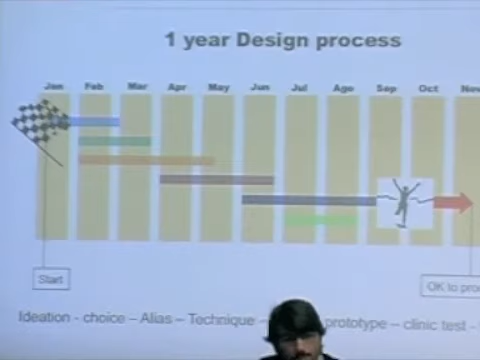 1 year Design process
Jan Feb Mar Apr May Jun Jul Ago Sep Oct Nov
Start
OK to pro
Ideation - choice – Alias – Technique – prototype – clinic test -